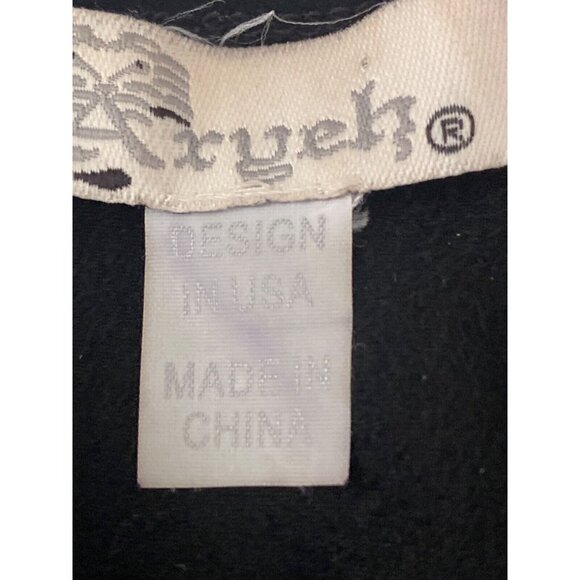 Aryeh®
DESIGN
IN USA
MADE IN
CHINA